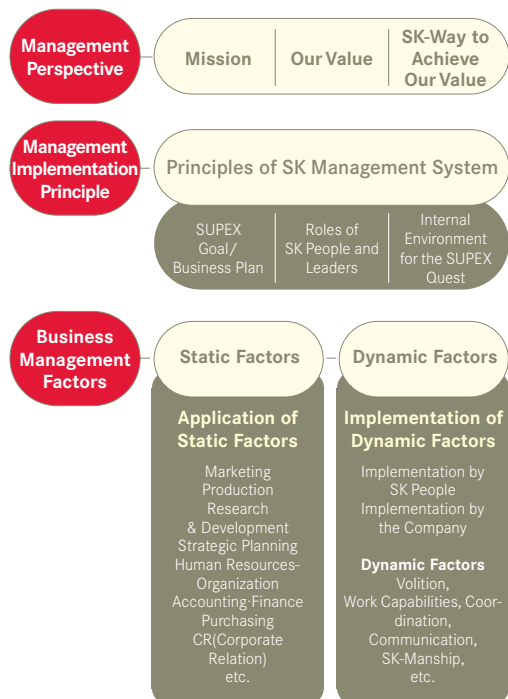 Management
Perspective
Mission
Our Value
SK-Way to
Achieve
Our Value
Management
Implementation
Principle
Principles of SK Management System
SUPEX
Goal/
Business Plan
Roles of
SK People and
Leaders
Internal
Environment
for the SUPEX
Quest
Business
Management
Factors
Static Factors
Dynamic Factors
Application of
Static Factors
Marketing
Production
Research
& Development
Strategic Planning
Human Resources-
Organization
Accounting·Finance
Purchasing
CR(Corporate
Relation)
etc.
Implementation of
Dynamic Factors
Implementation by
SK People
Implementation by
the Company
Dynamic Factors
Volition,
Work Capabilities, Coor-
dination,
Communication,
SK-Manship,
etc.